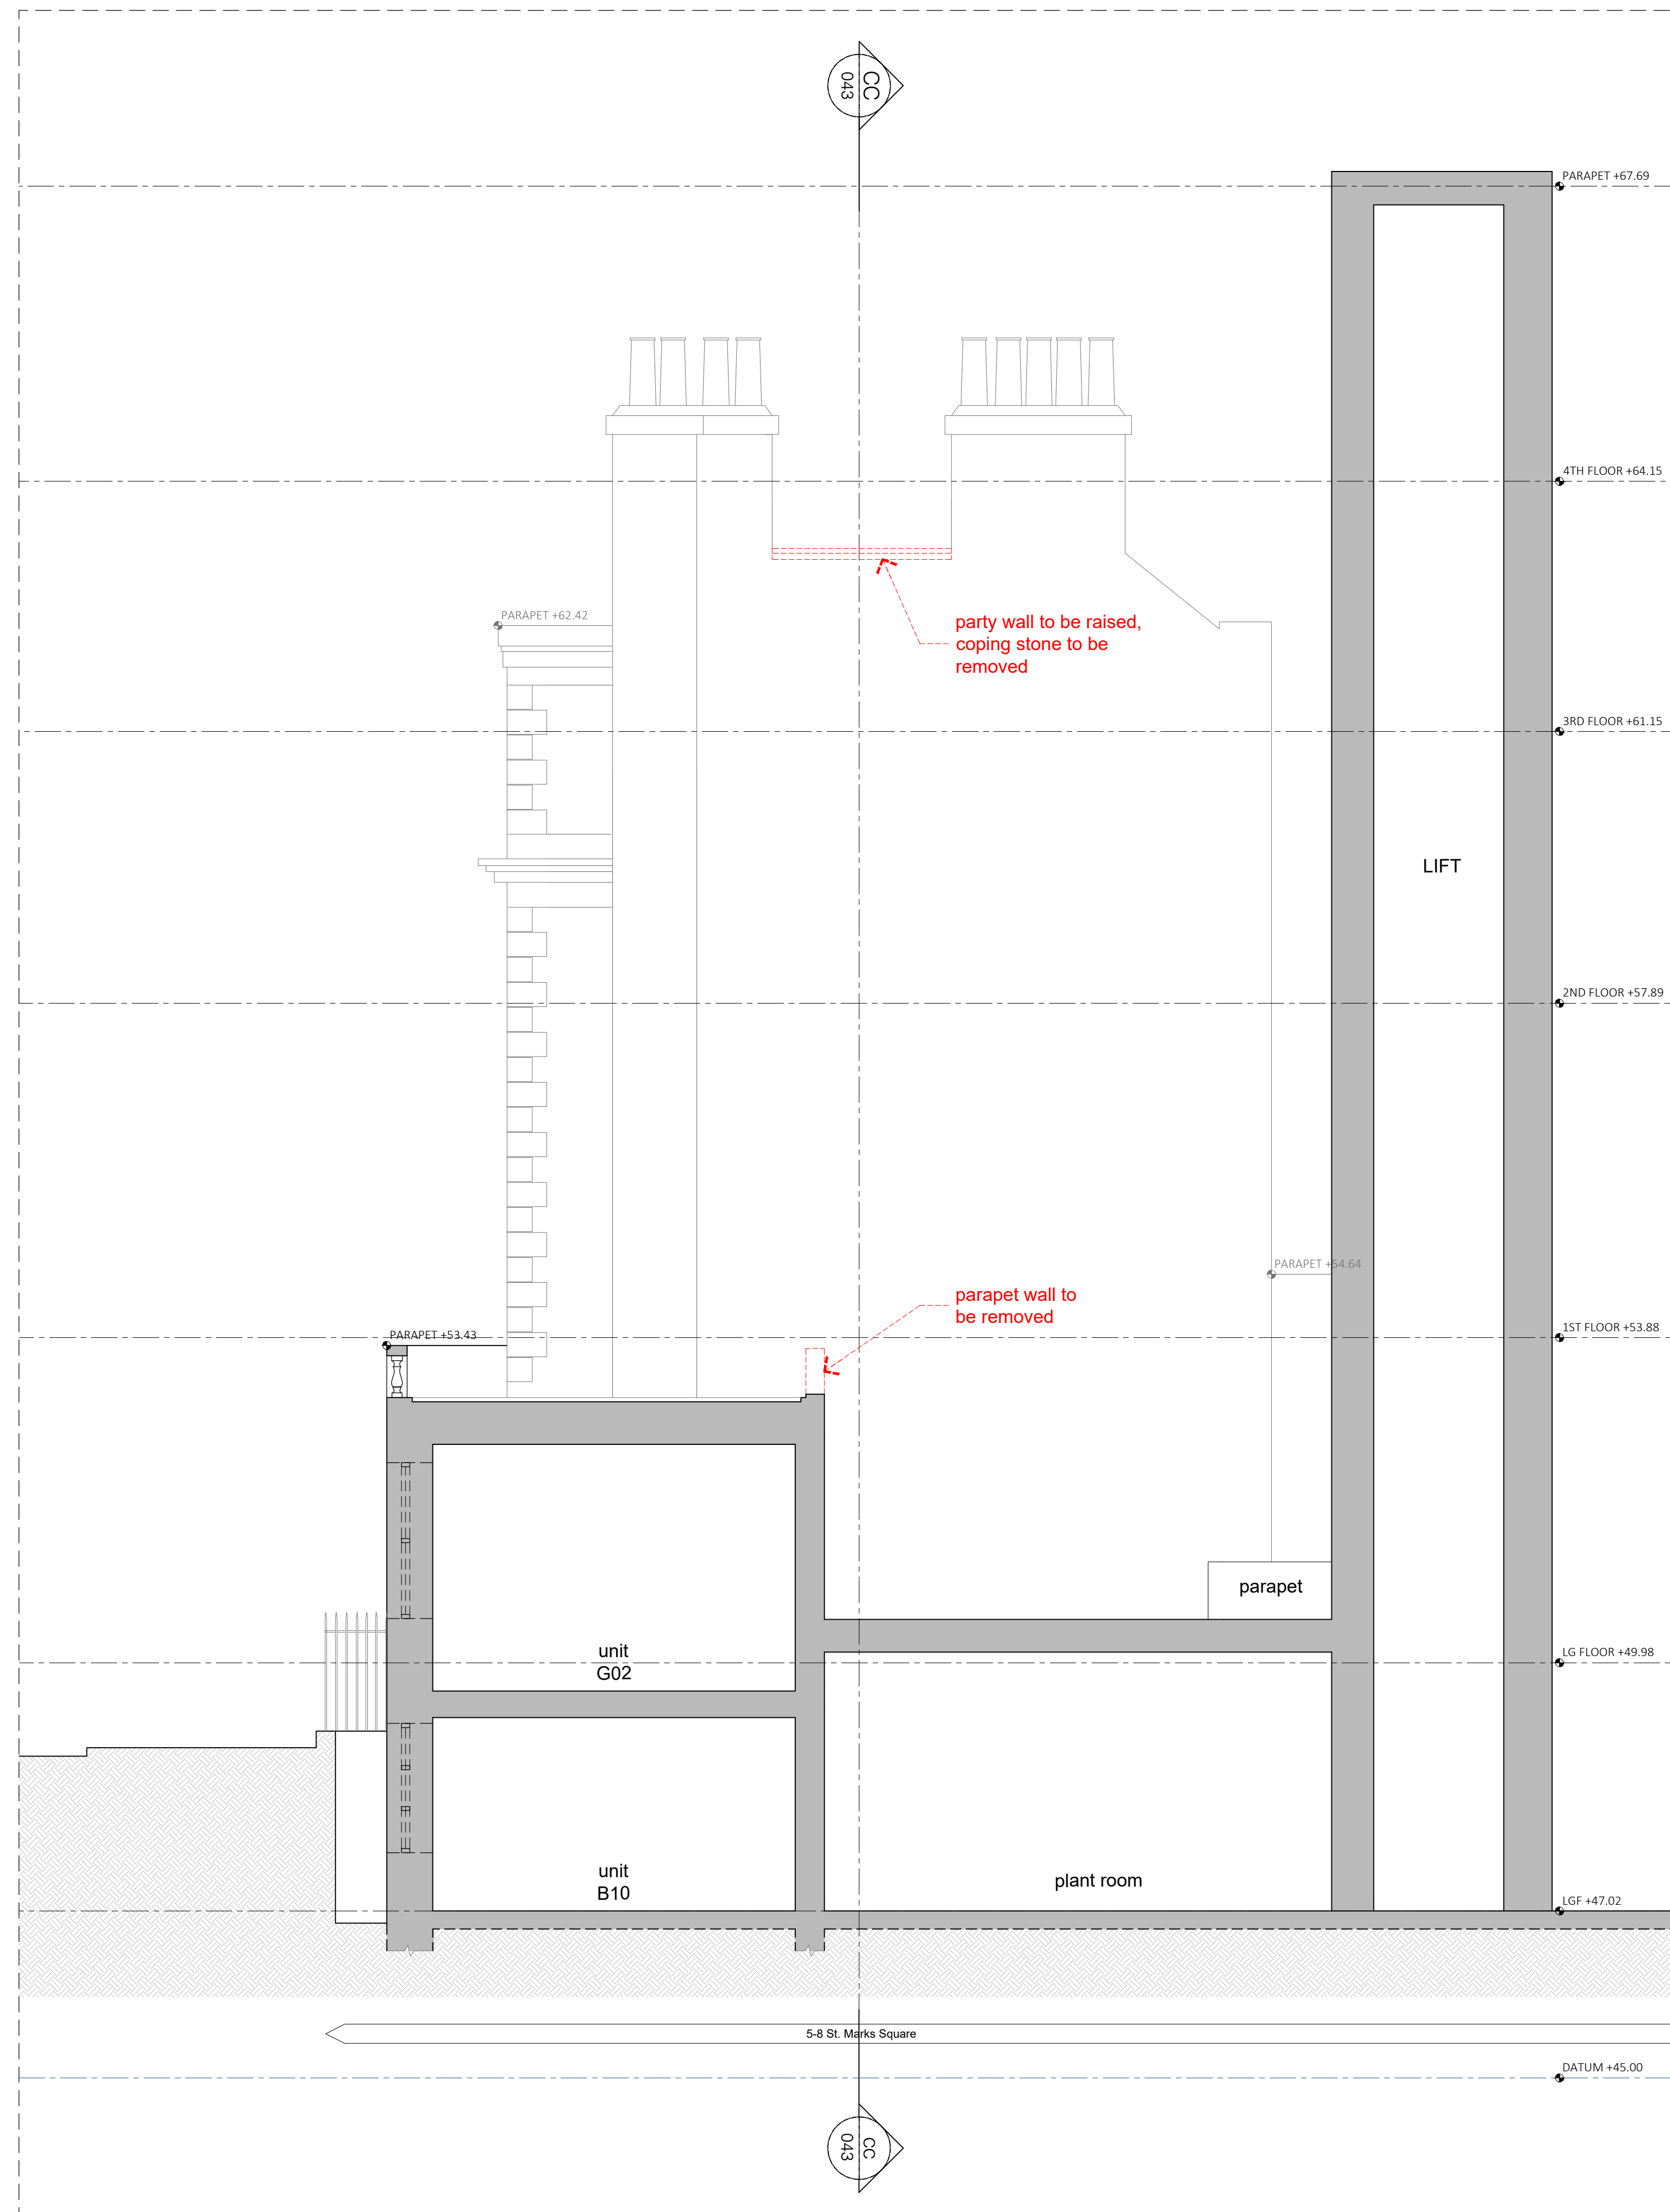 CC
043
PARAPET +67.69
4TH FLOOR +64.15
PARAPET +62.42
party wall to be raised,
coping stone to be
removed
3RD FLOOR +61.15
LIFT
2ND FLOOR +57.89
PARAPET +54.64
parapet wall to
be removed
1ST FLOOR +53.88
PARAPET +53.43
parapet
unit
G02
LG FLOOR +49.98
unit
B10
plant room
LGF +47.02
5-8 St. Marks Square
DATUM +45.00
CC
043